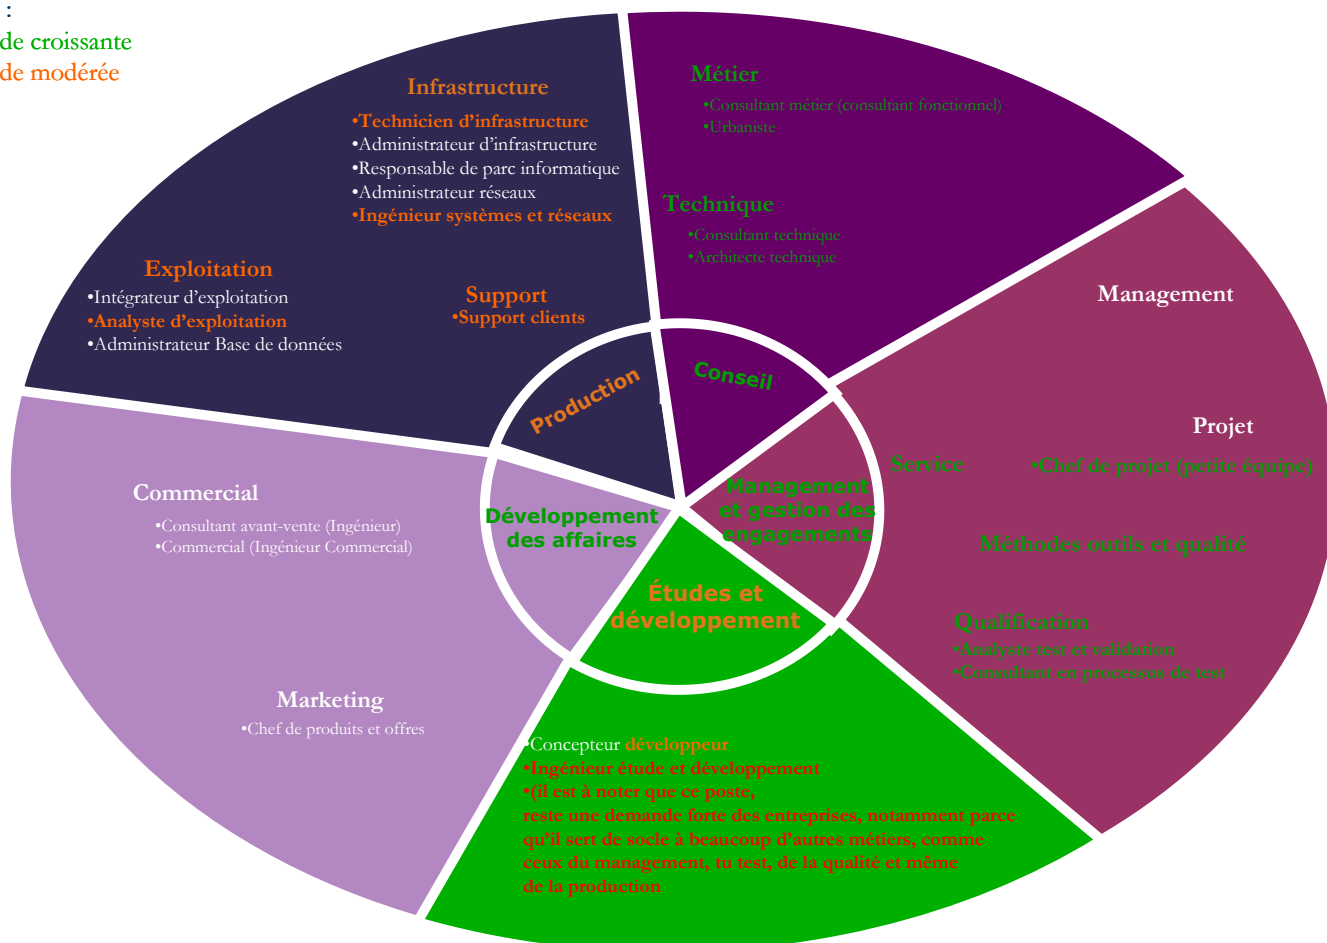 :
de croissante
de modérée
Infrastructure
•Technicien d'infrastructure
•Administrateur d'infrastructure
•Responsable de parc informatique
•Administrateur réseaux
•Ingénieur systèmes et réseaux
Exploitation
•Intégrateur d'exploitation
•Analyste d'exploitation
•Administrateur Base de données
Support
•Support clients
Métier
•Consultant métier (consultant fonctionnel)
•Urbaniste
Technique
•Consultant technique
•Architecte technique
Management
Projet
•Chef de projet (petite équipe)
Service
Méthodes outils et qualité
Qualification
•Analyste test et validation
•Consultant en processus de test
Production
Conseil
Management
et gestion des
engagements
Développement
des affaires
Études et
développement
Commercial
•Consultant avant-vente (Ingénieur)
•Commercial (Ingénieur Commercial)
Marketing
•Chef de produits et offres
•Concepteur développeur
•Ingénieur étude et développement
•(il est à noter que ce poste,
reste une demande forte des entreprises, notamment parce
qu'il sert de socle à beaucoup d'autres métiers, comme
ceux du management, tu test, de la qualité et même
de la production